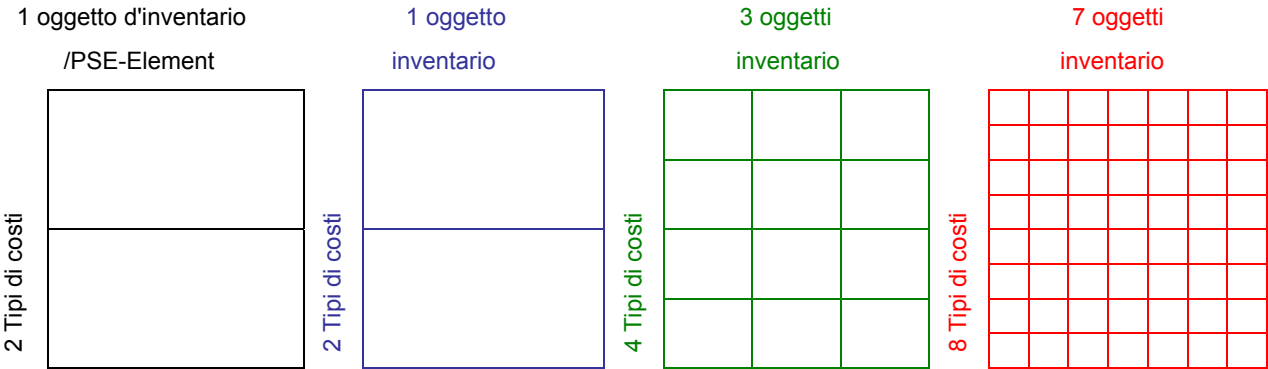 1 oggetto d'inventario
/PSE-Element
2 Tipi di costi
1 oggetto
inventario
2 Tipi di costi
3 oggetti
inventario
4 Tipi di costi
7 oggetti
inventario
8 Tipi di costi